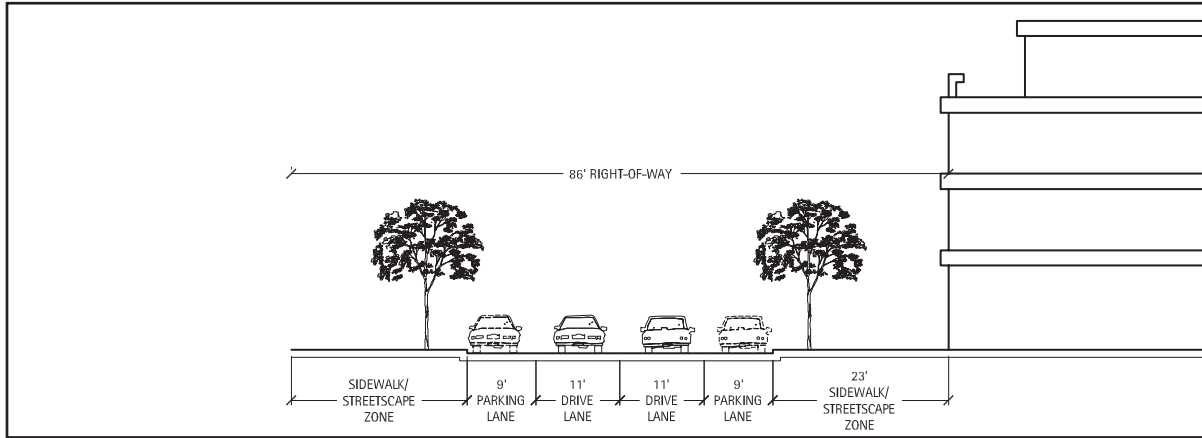 86' RIGHT-OF-WAY
SIDEWALK/
STREETSCAPE
ZONE
9'
PARKING
LANE
11'
DRIVE
LANE
11'
DRIVE
LANE
9'
PARKING
LANE
23'
SIDEWALK/
STREETSCAPE
ZONE